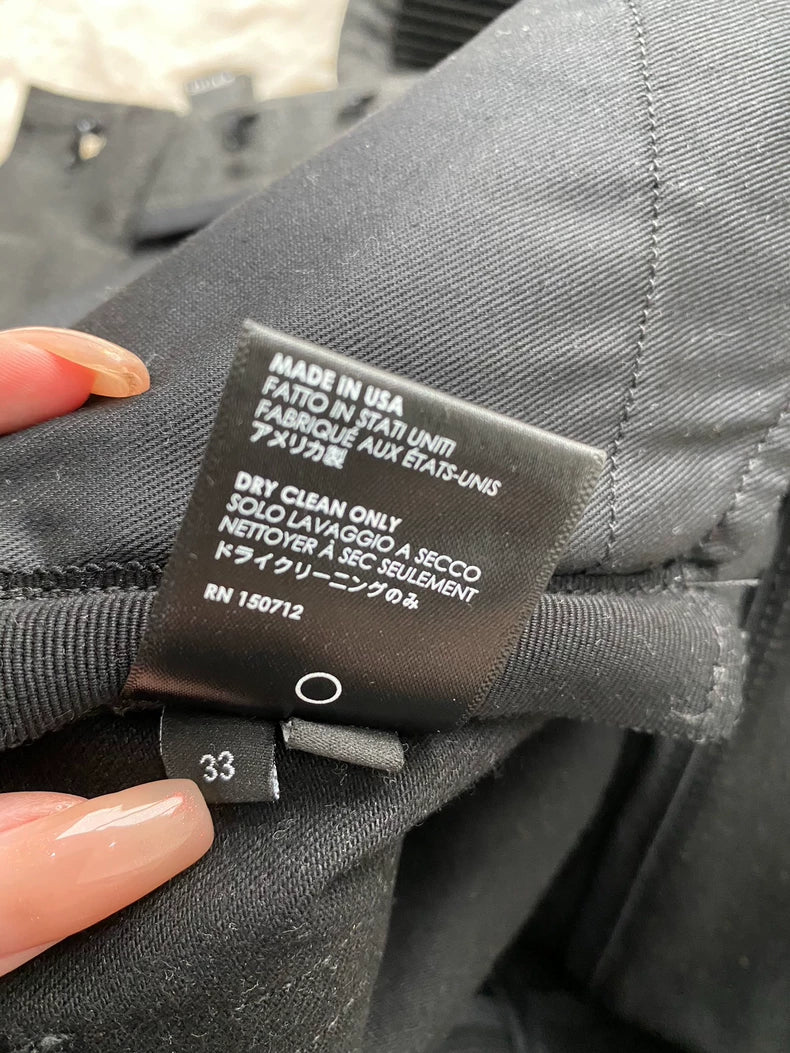 MADE IN USA
FATTO IN STATI UNITI
FABRIQUÉ AUX ÉTATS-UNIS
アメリカ製
DRY CLEAN ONLY
SOLO LAVAGGIO A SECCO
NETTOYER À SEC SEULEMENT
ドライクリーニングのみ
RN 150712
33